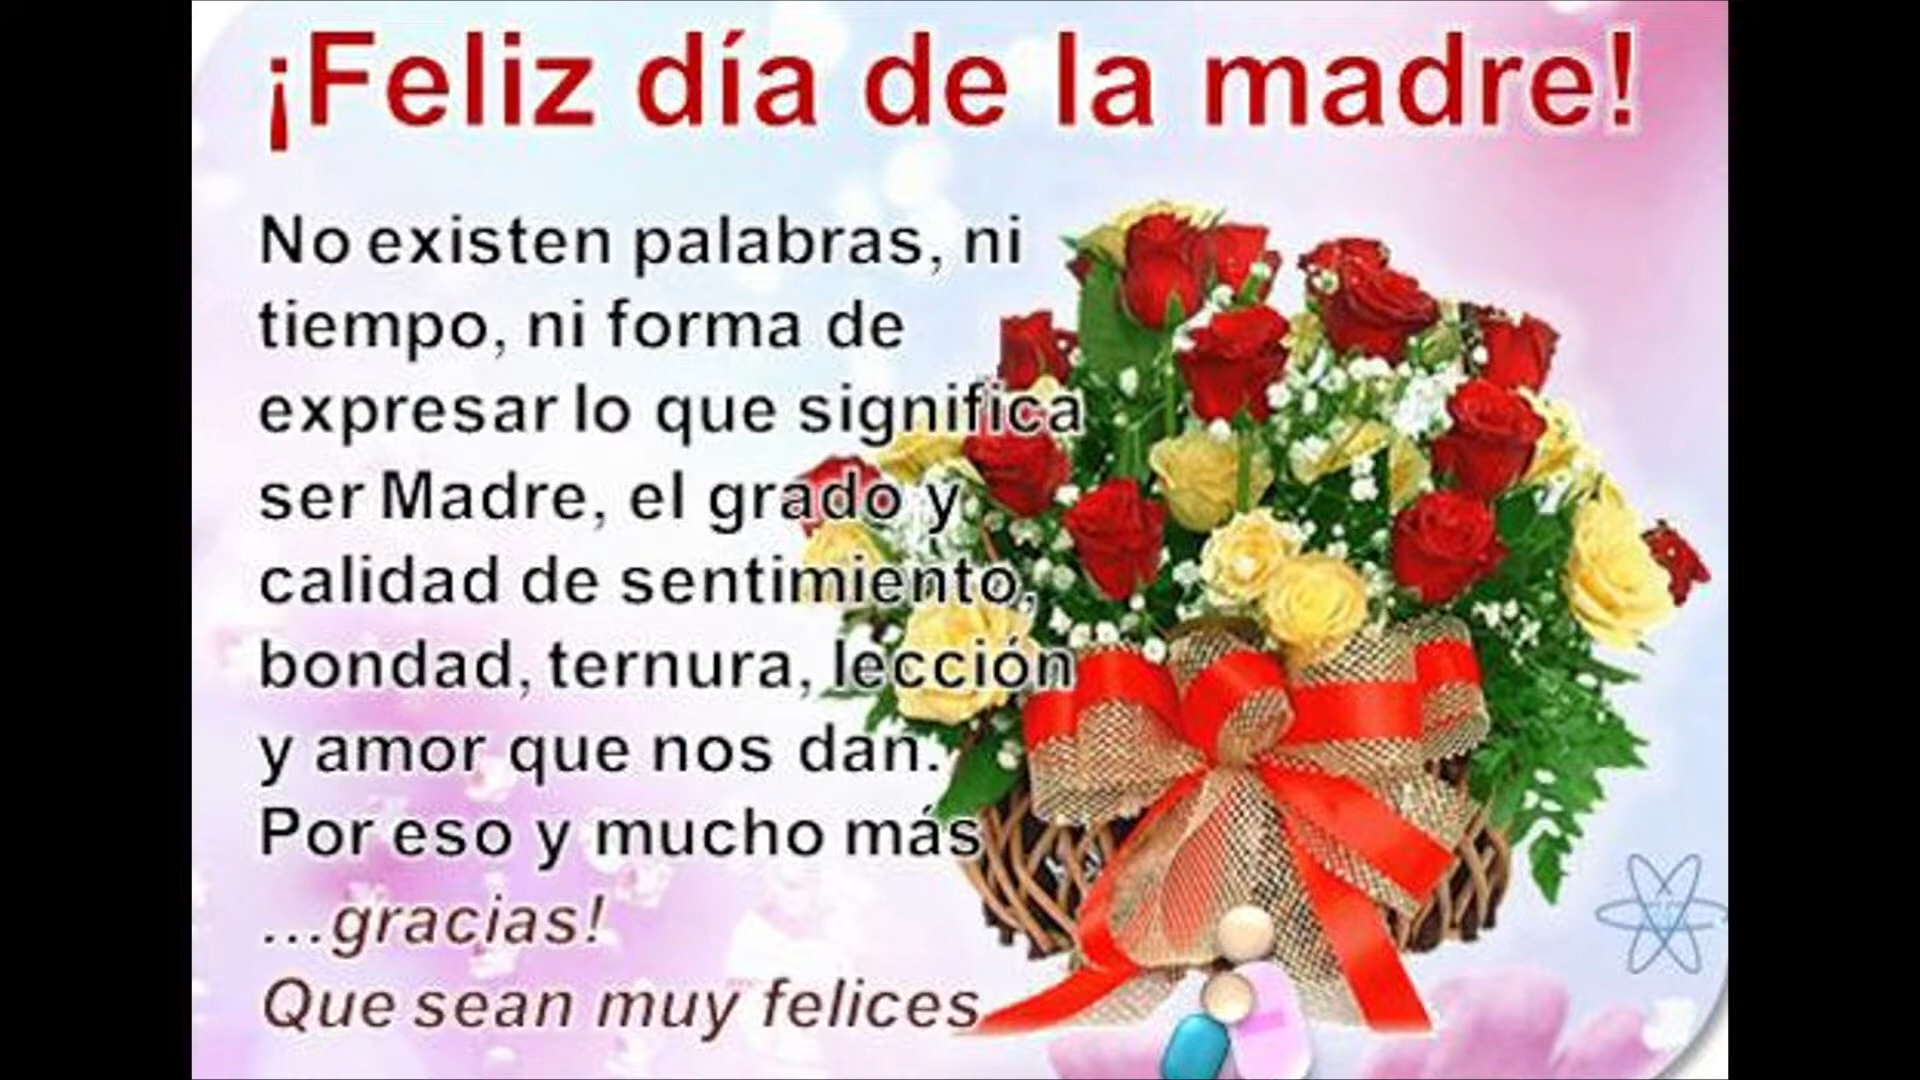 ¡Feliz día de la madre!
No existen palabras, ni
tiempo, ni forma de
expresar lo que significa
ser Madre, el grado y
calidad de sentimiento,
bondad, ternura, lección
y amor que nos dan.
Por eso y mucho más
...gracias!
Que sean muy felices